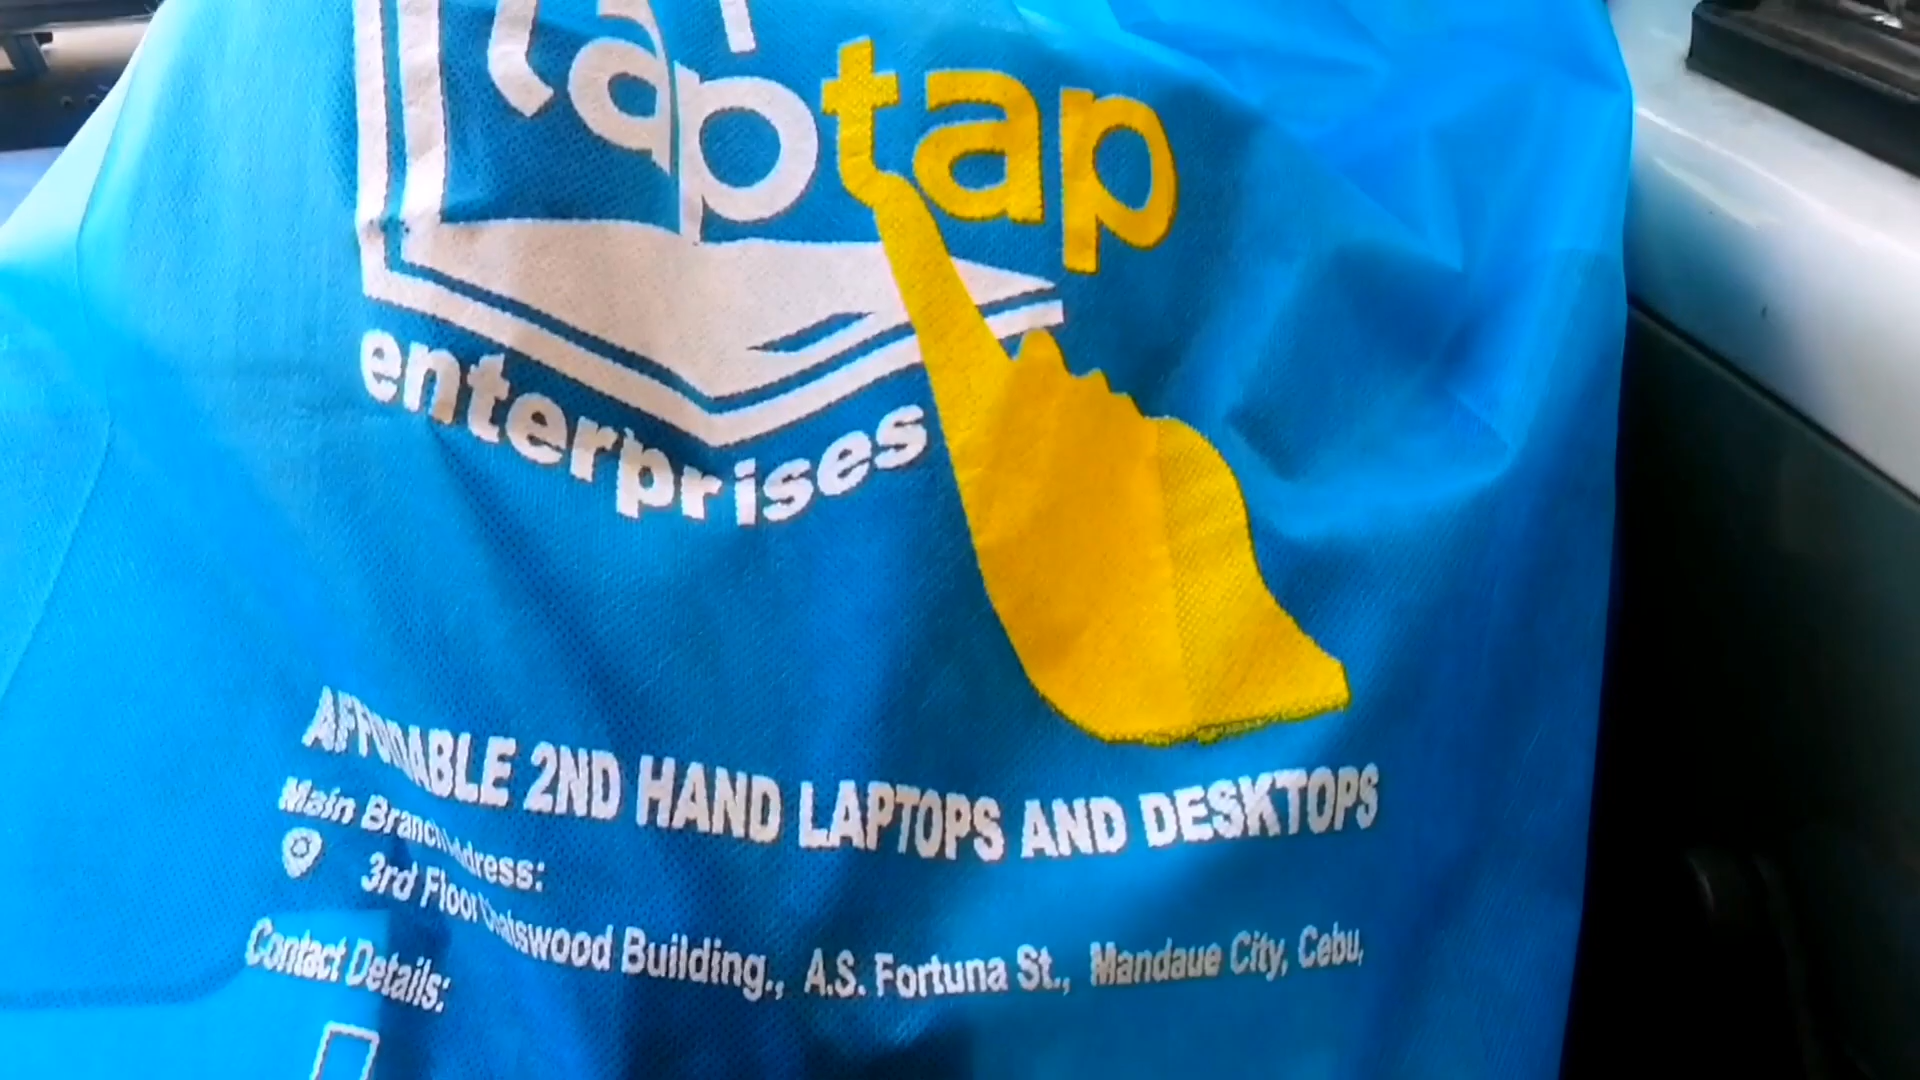 laptap
enterprises
AFFORDABLE 2ND HAND LAPTOPS AND DESKTOPS
Main Branch Address:
3rd Floor Chatswood Building., A.S. Fortuna St., Mandaue City, Cebu,
Contact Details: